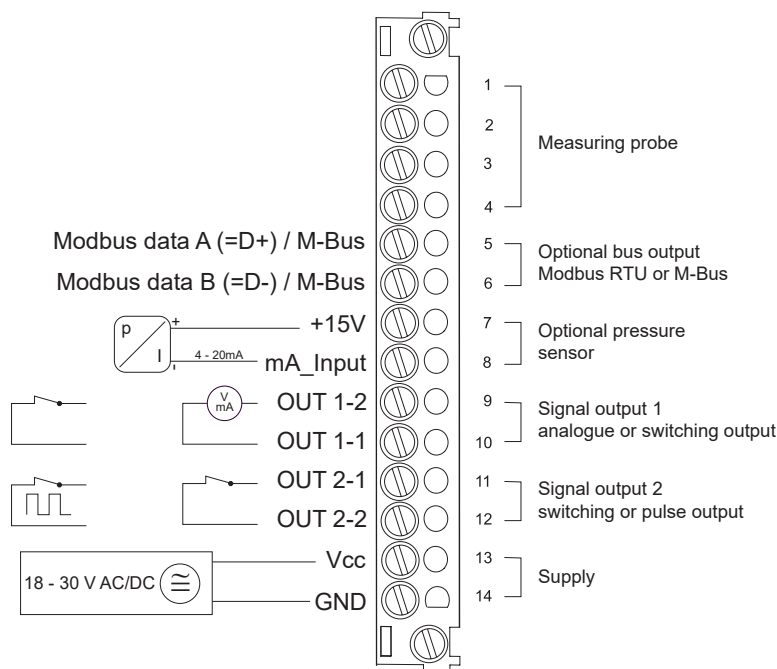 1
2
Measuring probe
3
4
Modbus data A (=D+) / M-Bus
5
Optional bus output
Modbus data B (=D-) / M-Bus
6
Modbus RTU or M-Bus
p
+
+15V
7
Optional pressure
I
-
4 - 20mA
mA_Input
8
sensor
V
mA
OUT 1-2
9
Signal output 1
OUT 1-1
10
analogue or switching output
OUT 2-1
11
Signal output 2
OUT 2-2
12
switching or pulse output
18 - 30 V AC/DC
Vcc
13
Supply
GND
14